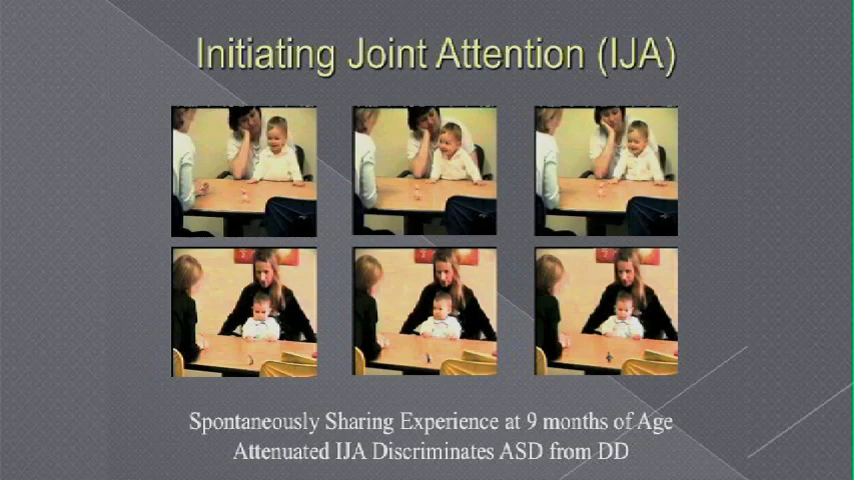 Initiating Joint Attention (IJA)
Spontaneously Sharing Experience at 9 months of Age
Attenuated IJA Discriminates ASD from DD